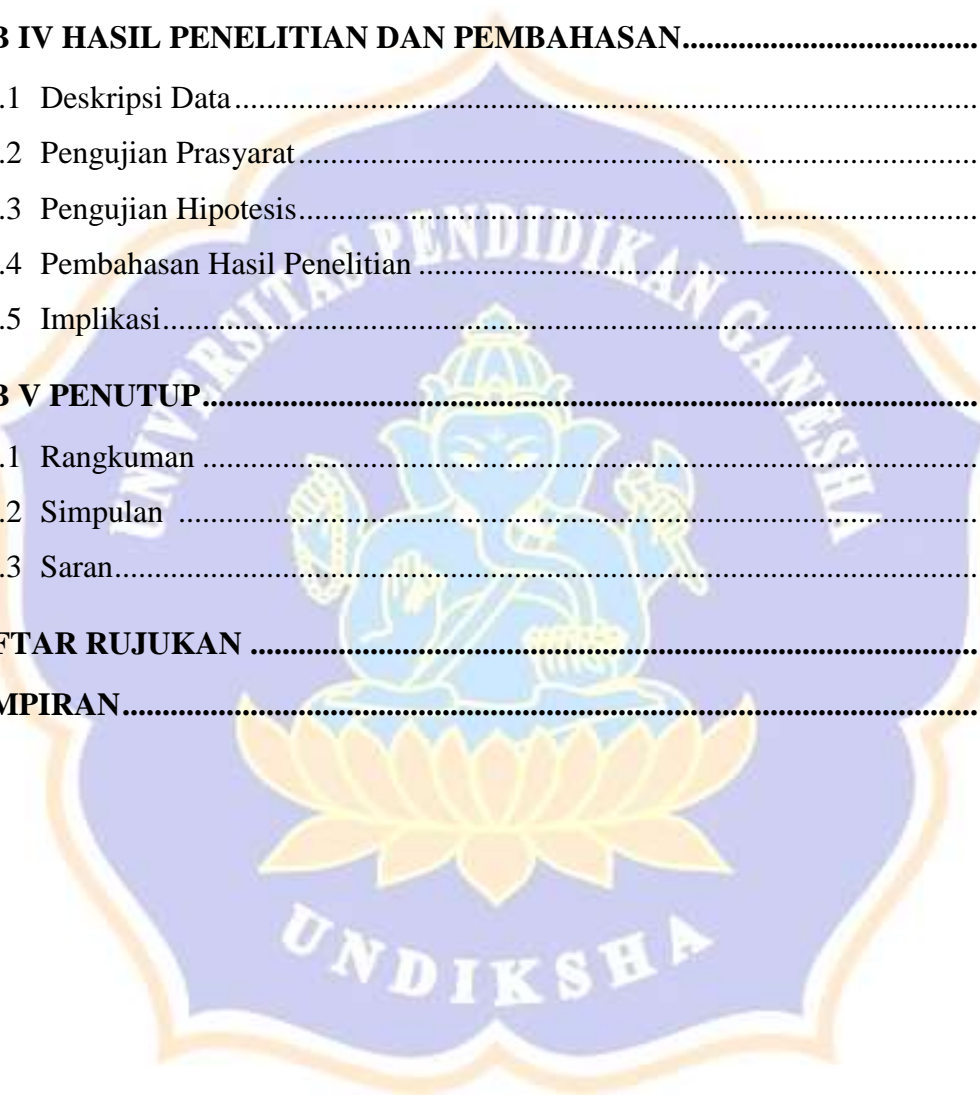 B IV HASIL PENELITIAN DAN PEMBAHASAN..................................
.1 Deskripsi Data..................................................................
.2 Pengujian Prasyarat..................................................................
.3 Pengujian Hipotesis..................................................................
.4 Pembahasan Hasil Penelitian..................................................................
.5 Implikasi..................................................................
B V PENUTUP..................................................................
.1 Rangkuman ..................................................................
.2 Simpulan ..................................................................
.3 Saran..................................................................
FTAR RUJUKAN ..................................................................
MPIRAN..................................................................
UNIVERSITAS PENDIDIKAN GANESHA
UNDIKSHA